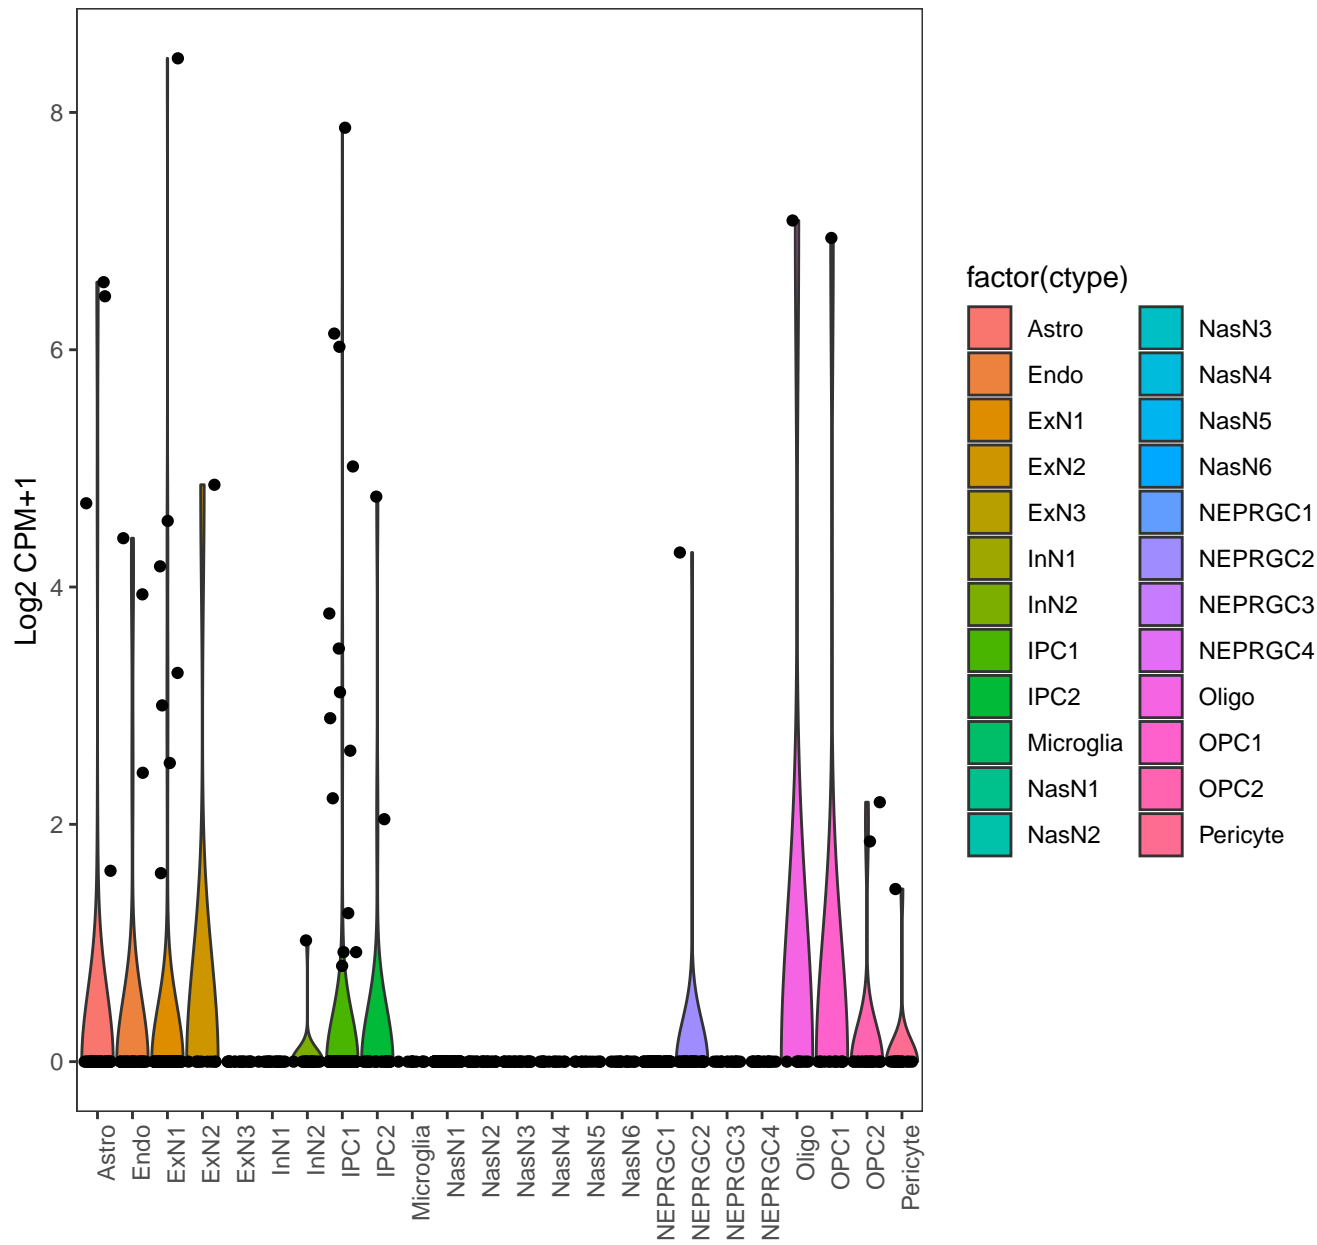 Log2 CPM+1
8
6
4
2
0
Astro
Endo
ExN1
ExN2
ExN3
InN1
InN2
IPC1
IPC2
Microglia
NasN1
NasN2
NasN3
NasN4
NasN5
NasN6
NEPRGC1
NEPRGC2
NEPRGC3
NEPRGC4
Oligo
OPC1
OPC2
Pericyte
factor(ctype)
Astro
Endo
ExN1
ExN2
ExN3
InN1
InN2
IPC1
IPC2
Microglia
NasN1
NasN2
NasN3
NasN4
NasN5
NasN6
NEPRGC1
NEPRGC2
NEPRGC3
NEPRGC4
Oligo
OPC1
OPC2
Pericyte